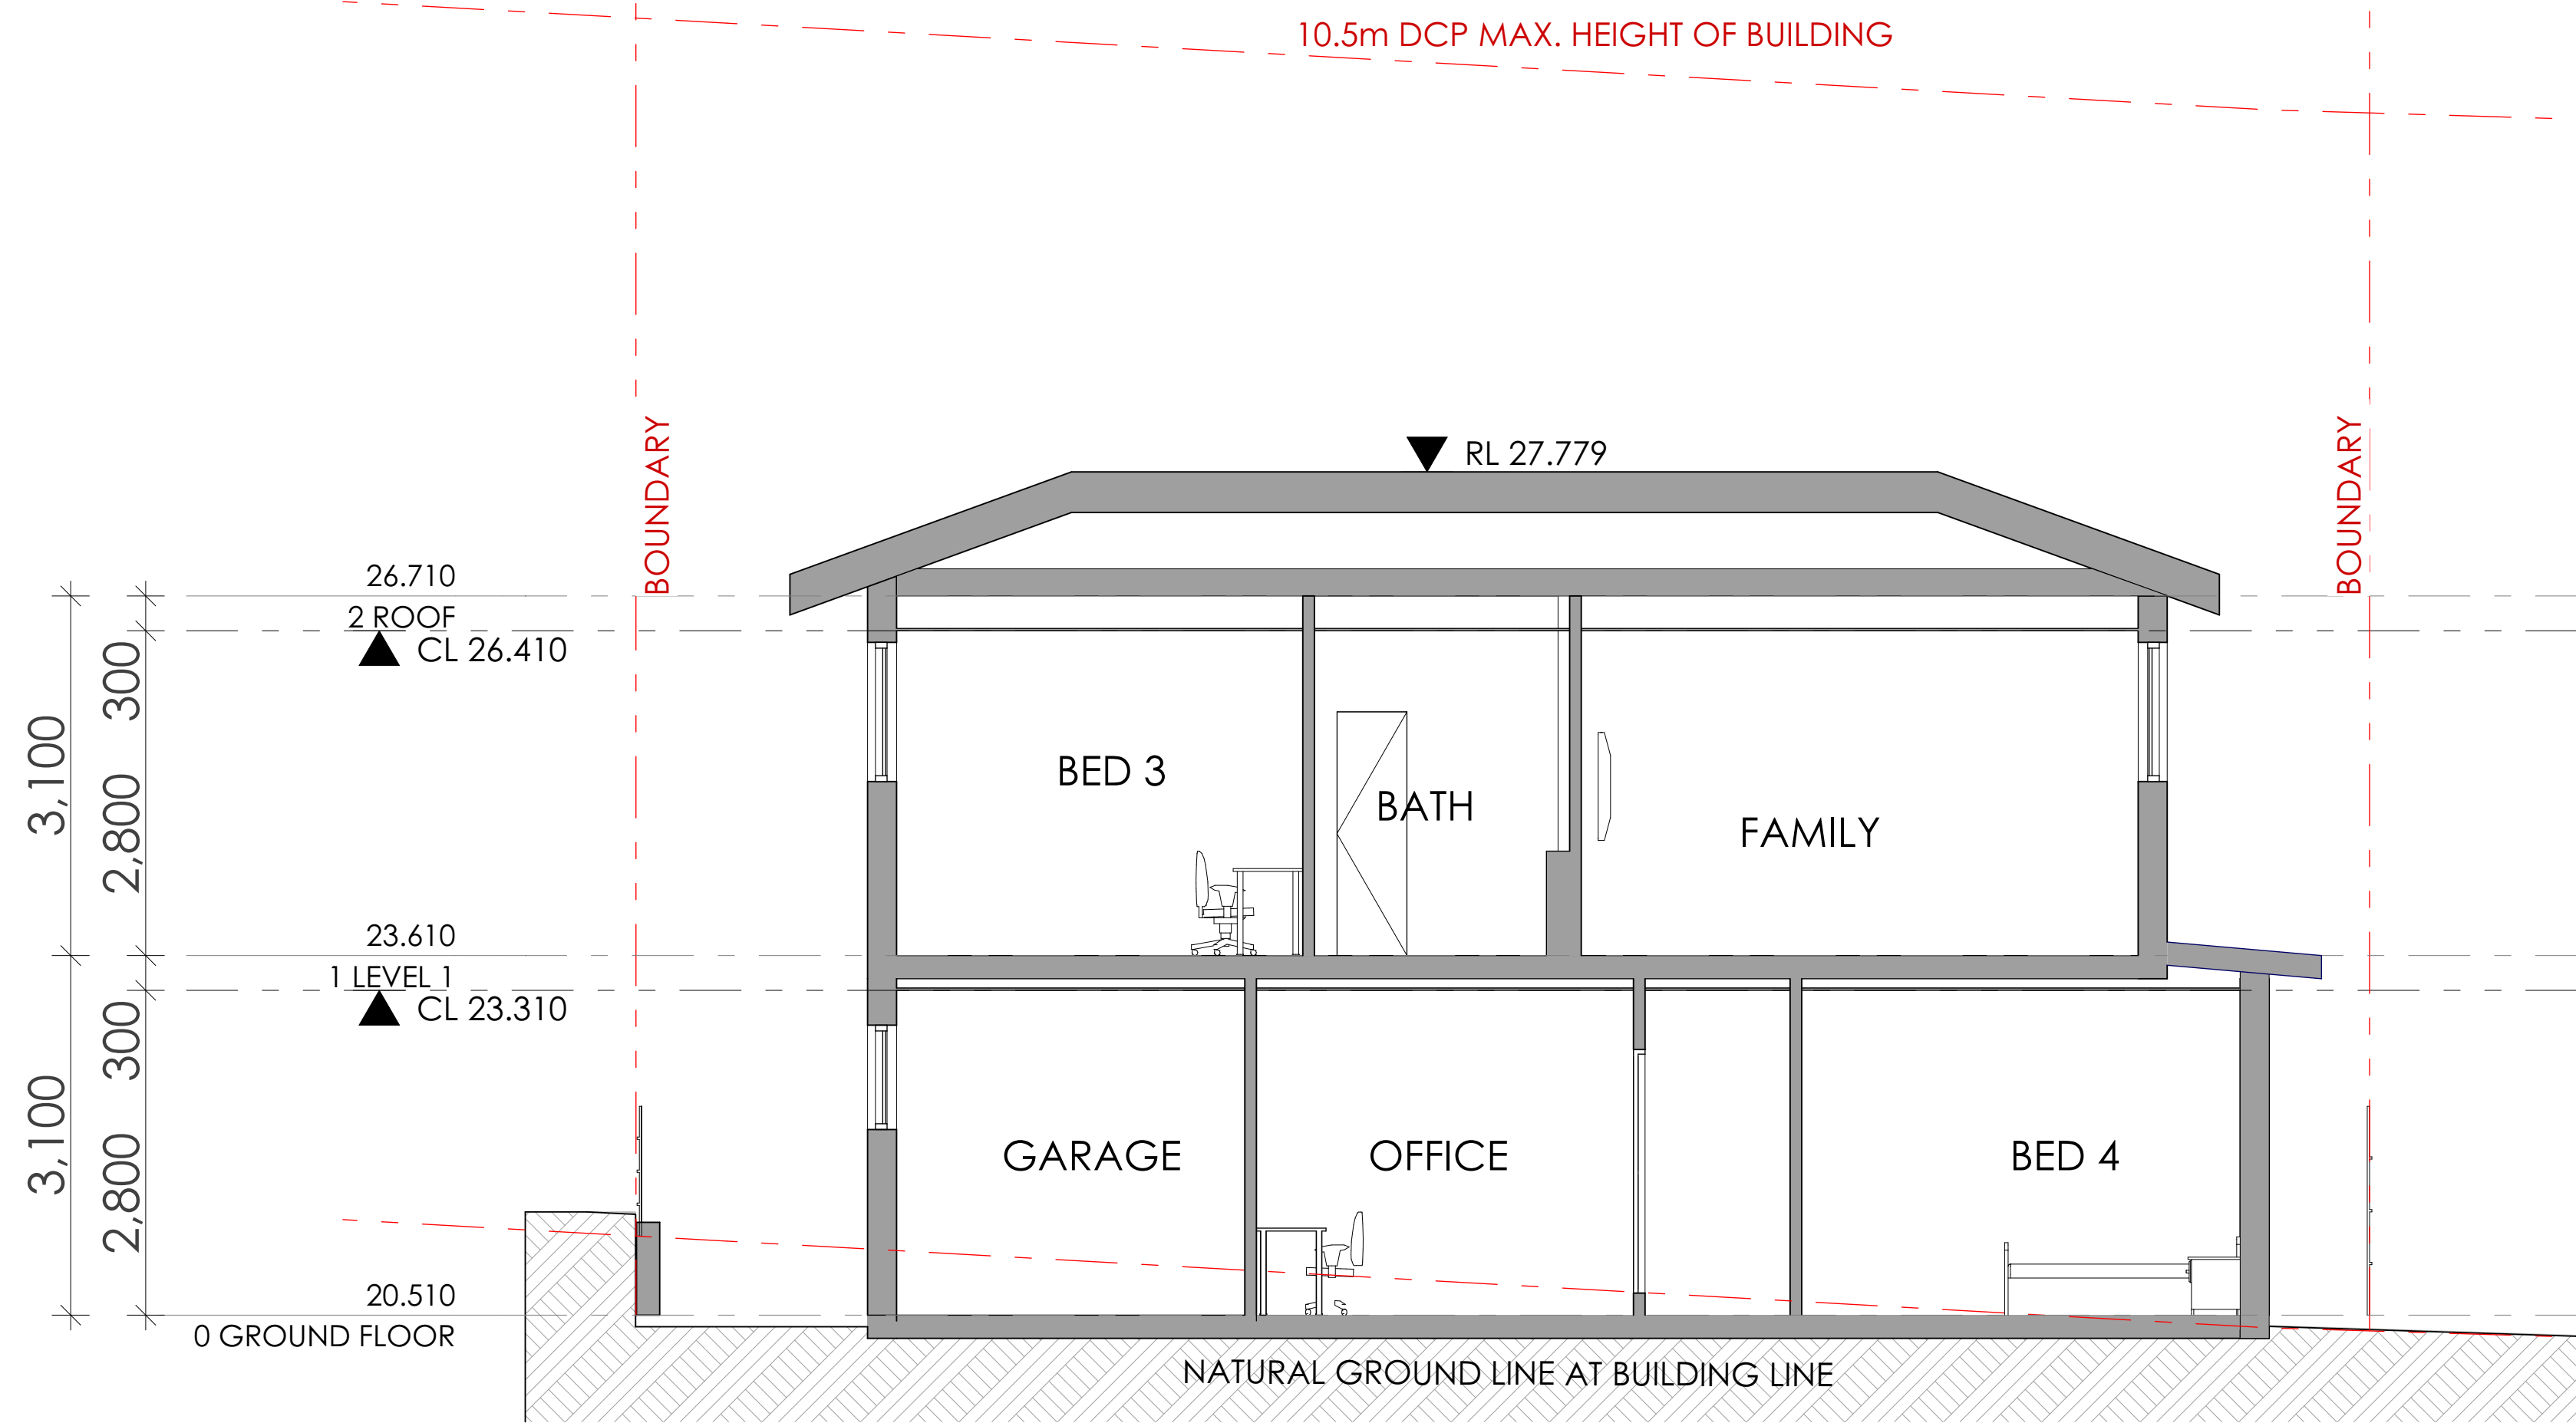 10.5m DCP MAX. HEIGHT OF BUILDING
BOUNDARY
BOUNDARY
RL 27.779
26.710
2 ROOF
CL 26.410
300
3,100
2,800
BED 3
BATH
FAMILY
23.610
1 LEVEL 1
CL 23.310
300
3,100
2,800
GARAGE
OFFICE
BED 4
20.510
0 GROUND FLOOR
NATURAL GROUND LINE AT BUILDING LINE